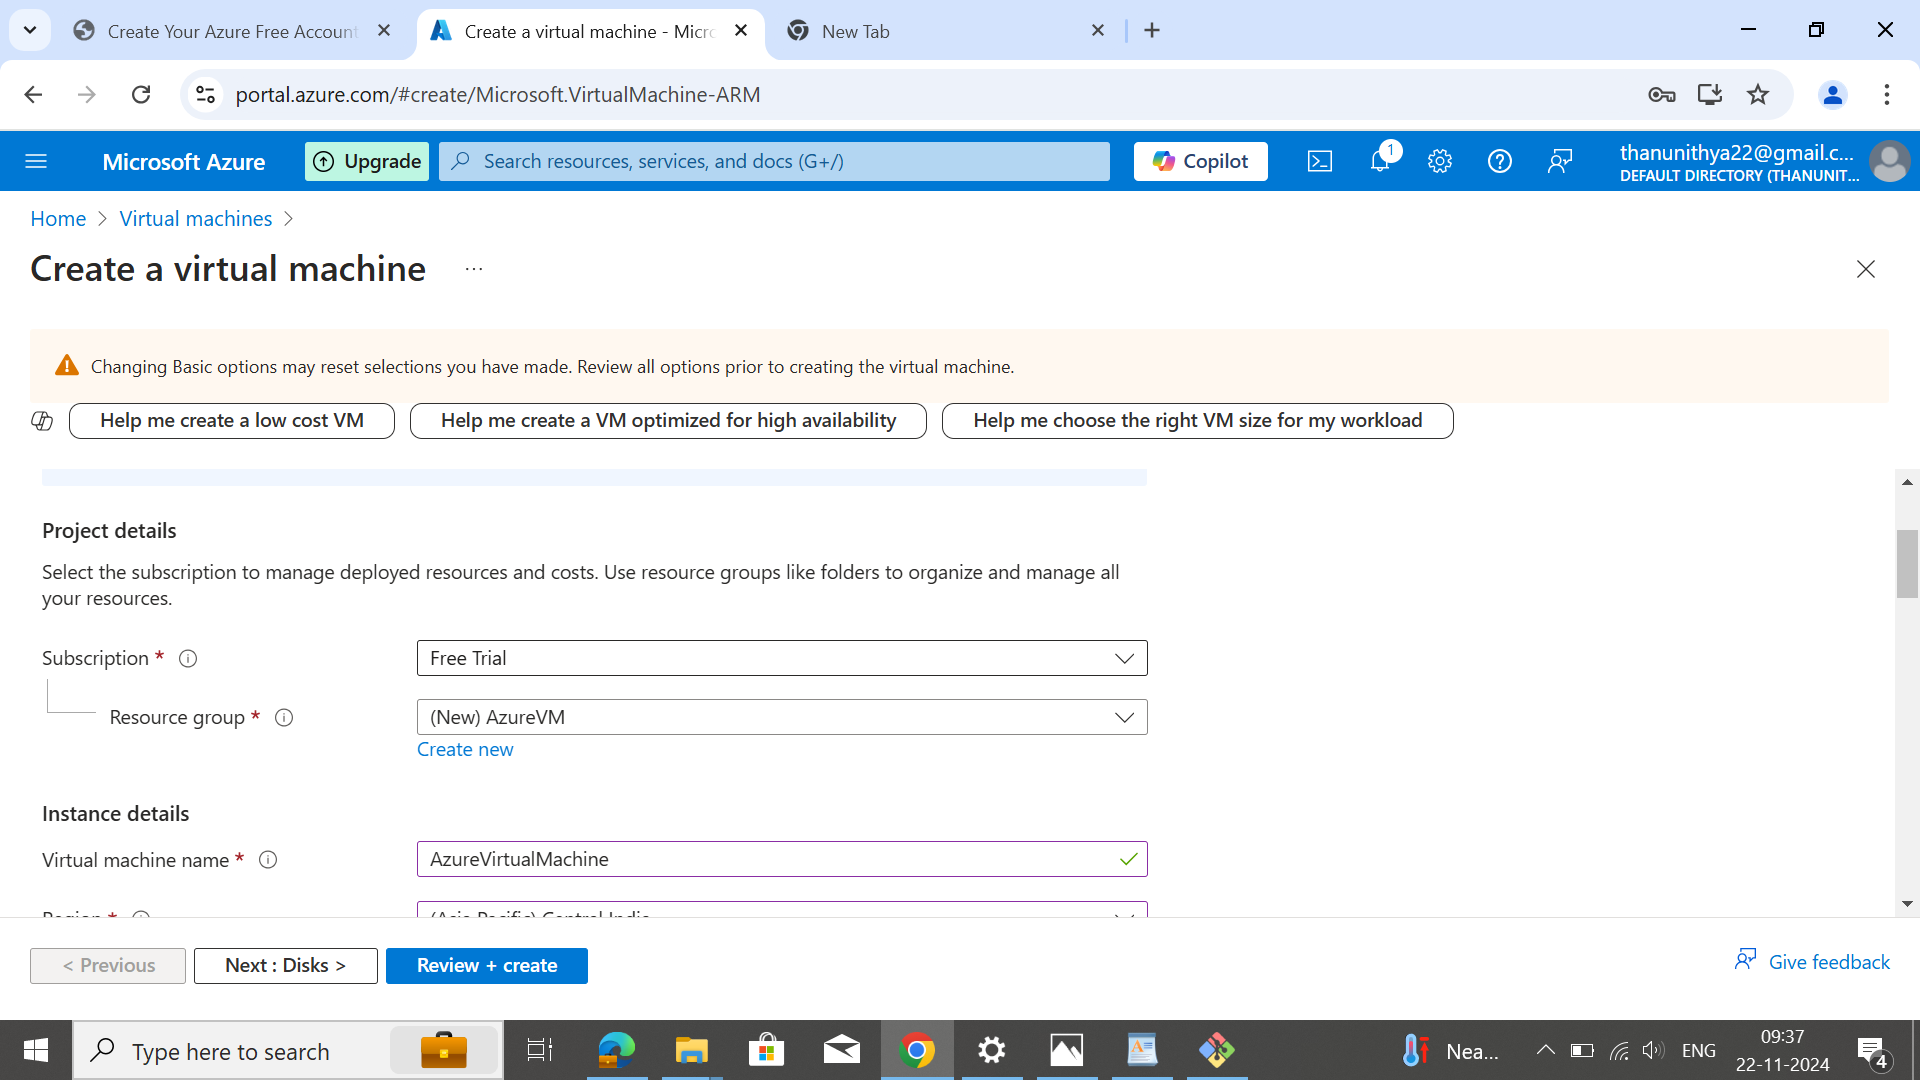 Create Your Azure Free Account
Create a virtual machine - Micro
New Tab
portal.azure.com/#create/Microsoft.VirtualMachine-ARM
Microsoft Azure
Upgrade
Search resources, services, and docs (G+/)
Copilot
1
thanunithya22@gmail.c...
DEFAULT DIRECTORY (THANUNIT...
Home > Virtual machines >
Create a virtual machine ...
Changing Basic options may reset selections you have made. Review all options prior to creating the virtual machine.
Help me create a low cost VM
Help me create a VM optimized for high availability
Help me choose the right VM size for my workload
Project details
Select the subscription to manage deployed resources and costs. Use resource groups like folders to organize and manage all
your resources.
Subscription *
Free Trial
Resource group *
(New) AzureVM
Create new
Instance details
Virtual machine name *
AzureVirtualMachine
Region *
(Asia Pacific) Central India
< Previous
Next : Disks >
Review + create
Give feedback
Type here to search
Nea...
ENG
09:37
22-11-2024
4